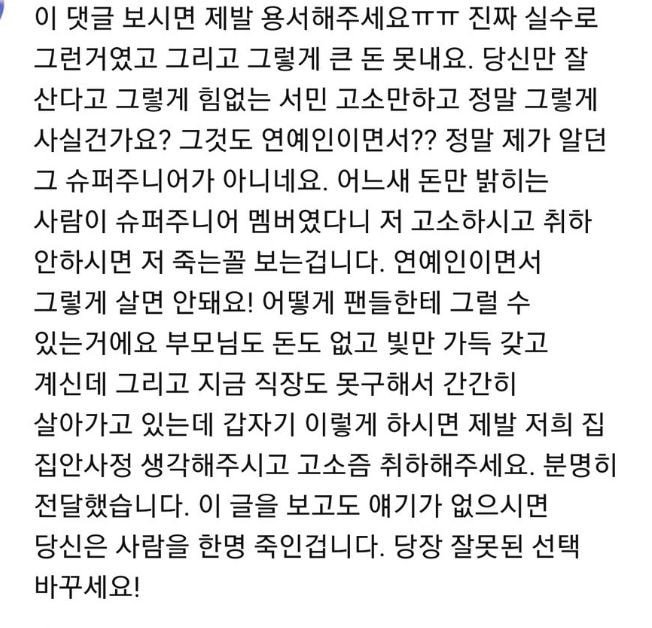 이 댓글 보시면 제발 용서해주세요ㅠㅠ 진짜 실수로
그런거였고 그리고 그렇게 큰 돈 못내요. 당신만 잘
산다고 그렇게 힘없는 서민 고소만하고 정말 그렇게
사실건가요? 그것도 연예인이면서?? 정말 제가 알던
그 슈퍼주니어가 아니네요. 어느새 돈만 밝히는
사람이 슈퍼주니어 멤버였다니 저 고소하시고 취하
안하시면 저 죽는꼴 보는겁니다. 연예인이면서
그렇게 살면 안돼요! 어떻게 팬들한테 그럴 수
있는거에요 부모님도 돈도 없고 빛만 가득 갖고
계신데 그리고 지금 직장도 못구해서 간간히
살아가고 있는데 갑자기 이렇게 하시면 제발 저희 집
집안사정 생각해주시고 고소즘 취하해주세요. 분명히
전달했습니다. 이 글을 보고도 얘기가 없으시면
당신은 사람을 한명 죽인겁니다. 당장 잘못된 선택
바꾸세요!